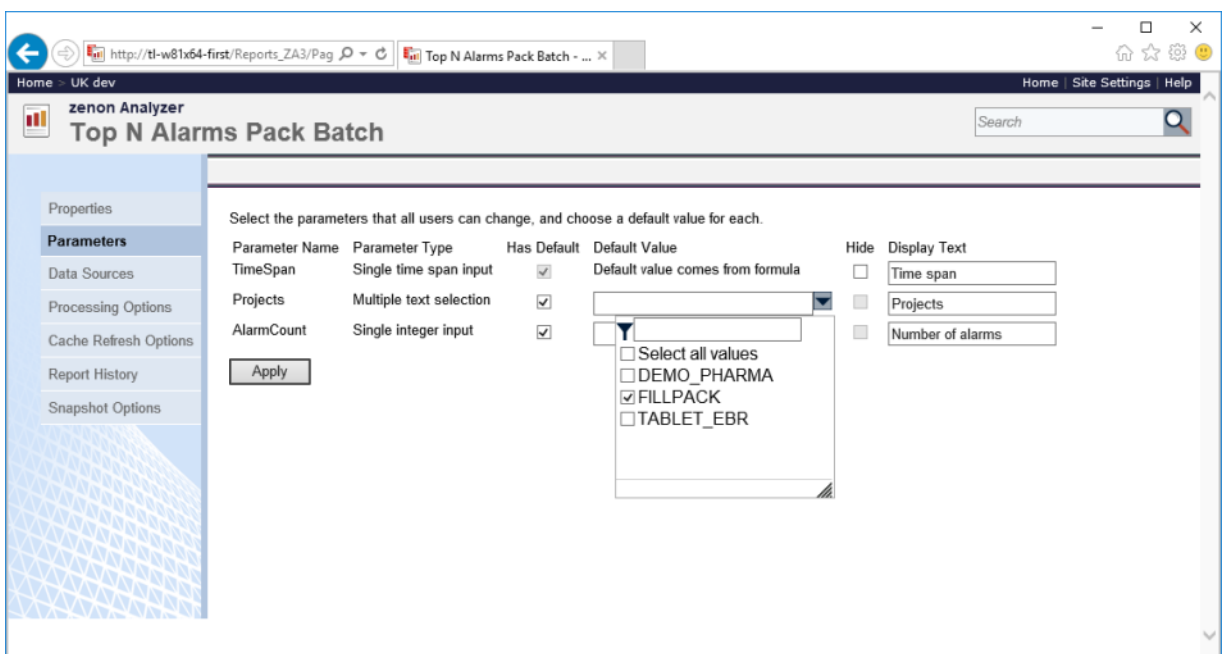 http://tl-w81x64-first/Reports_ZA3/Pag
Top N Alarms Pack Batch - ...
Home > UK dev
Home | Site Settings | Help
zenon Analyzer
Top N Alarms Pack Batch
Search
Properties
Parameters
Data Sources
Processing Options
Cache Refresh Options
Report History
Snapshot Options
Select the parameters that all users can change, and choose a default value for each.
Parameter Name Parameter Type Has Default Default Value Hide Display Text
TimeSpan Single time span input Default value comes from formula Time span
Projects Multiple text selection Projects
AlarmCount Single integer input Number of alarms
Apply
Select all values
DEMO_PHARMA
FILLPACK
TABLET_EBR